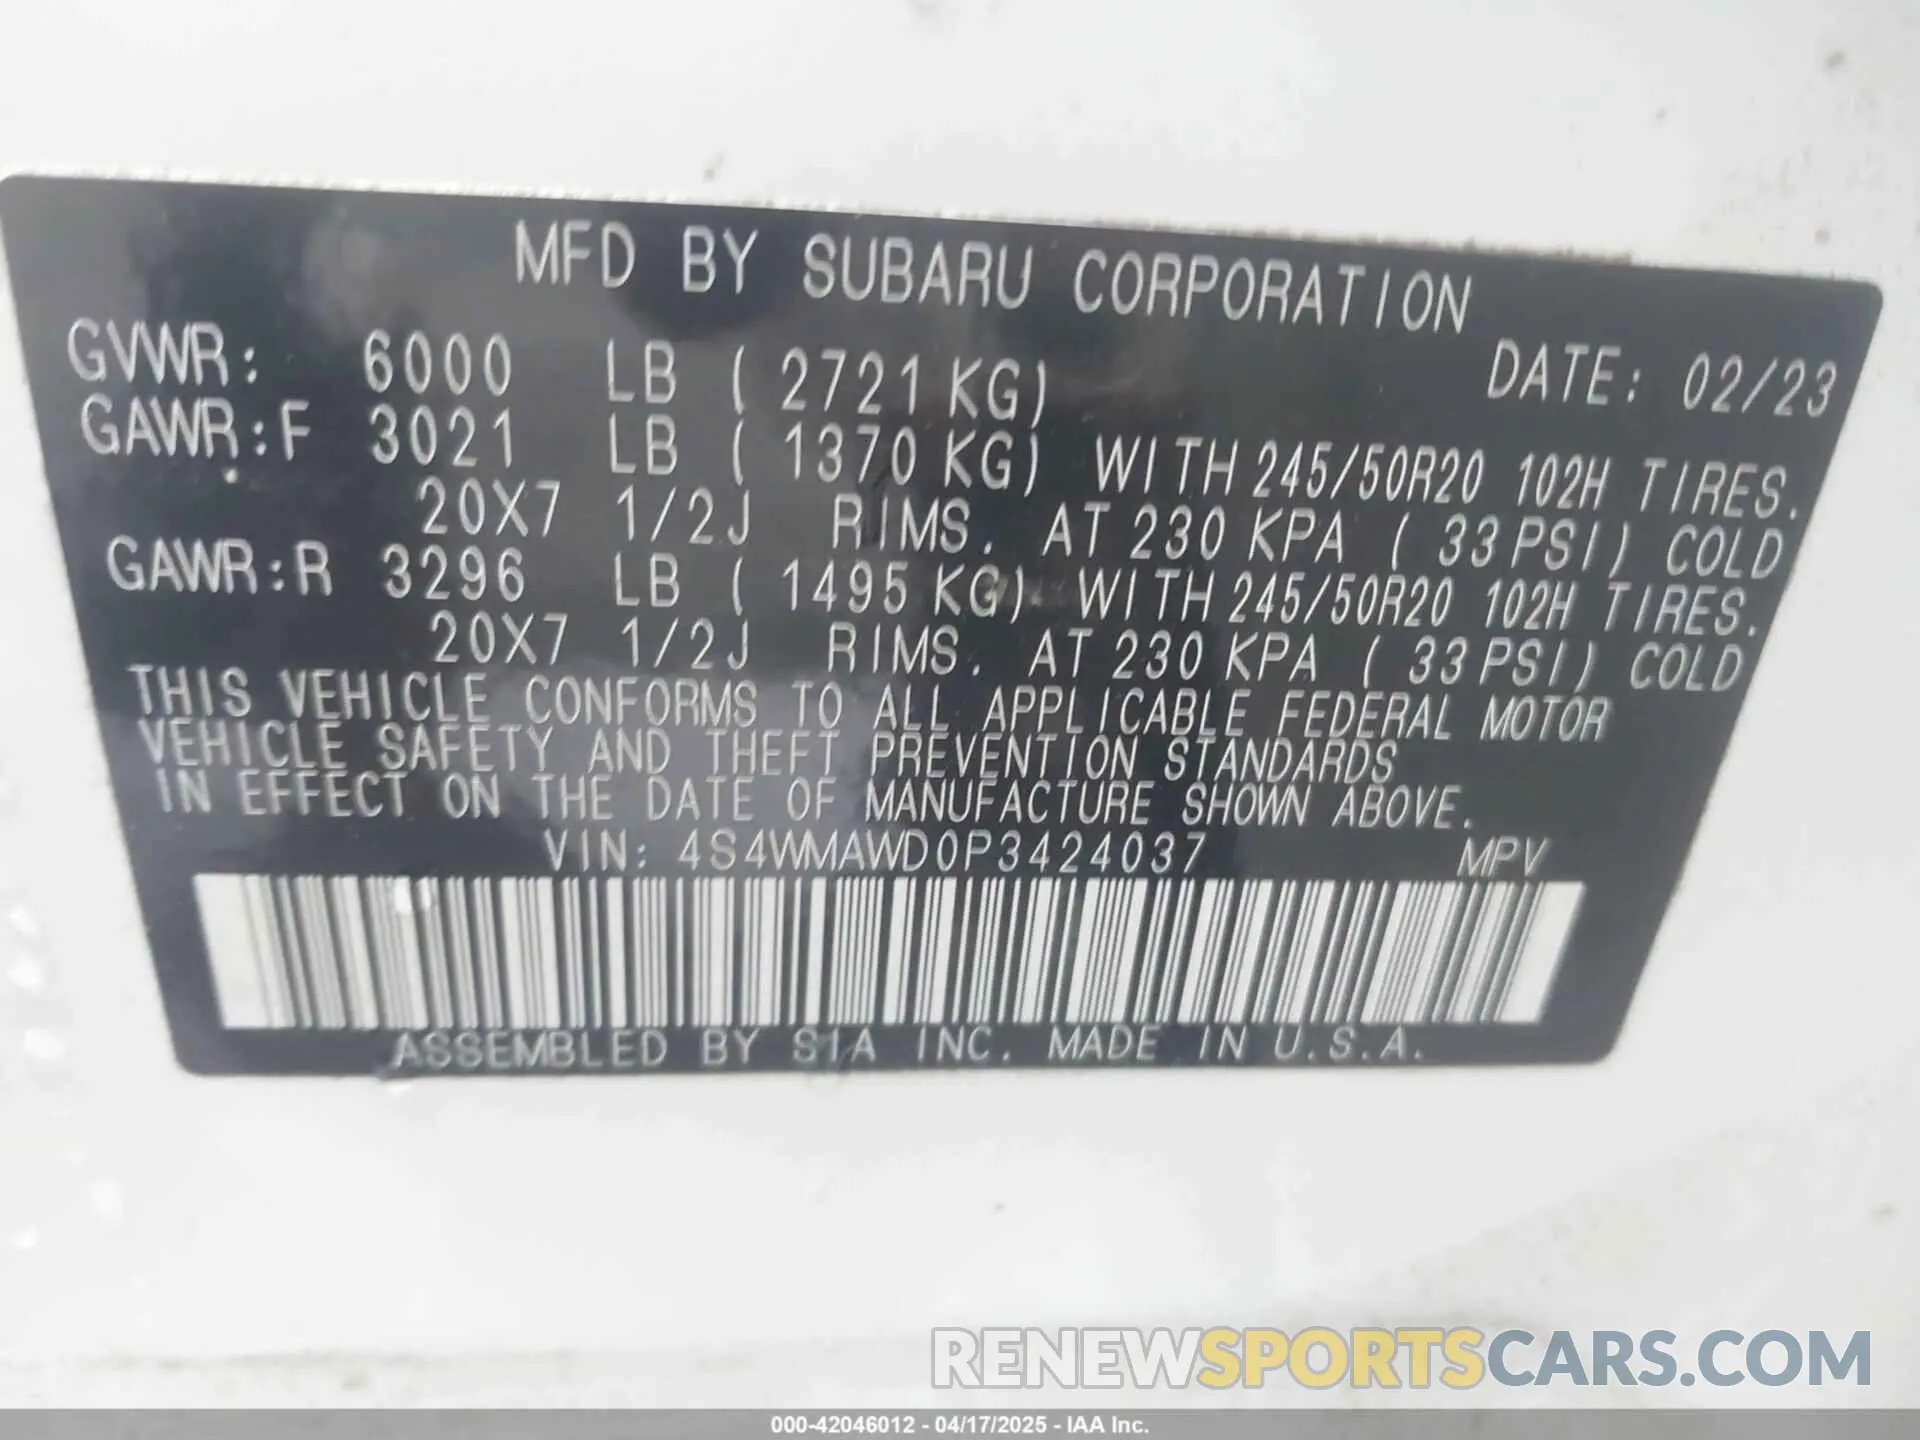 MFD BY SUBARU CORPORATION
GVWR: 6000 LB ( 2721 KG) DATE: 02/23
GAWR:F 3021 LB ( 1370 KG) WITH 245/50R20 102H TIRES.
20X7 1/2J RIMS. AT 230 KPA ( 33 PSI) COLD
GAWR:R 3296 LB ( 1495 KG) WITH 245/50R20 102H TIRES.
20X7 1/2J RIMS. AT 230 KPA ( 33 PSI) COLD
THIS VEHICLE CONFORMS TO ALL APPLICABLE FEDERAL MOTOR
VEHICLE SAFETY AND THEFT PREVENTION STANDARDS
IN EFFECT ON THE DATE OF MANUFACTURE SHOWN ABOVE.
VIN: 4S4WMAWD0P3424037 MPV
ASSEMBLED BY SIA INC. MADE IN U.S.A.
RENEWSPORTSCARS.COM
000-42046012 - 04/17/2025 - IAA Inc.